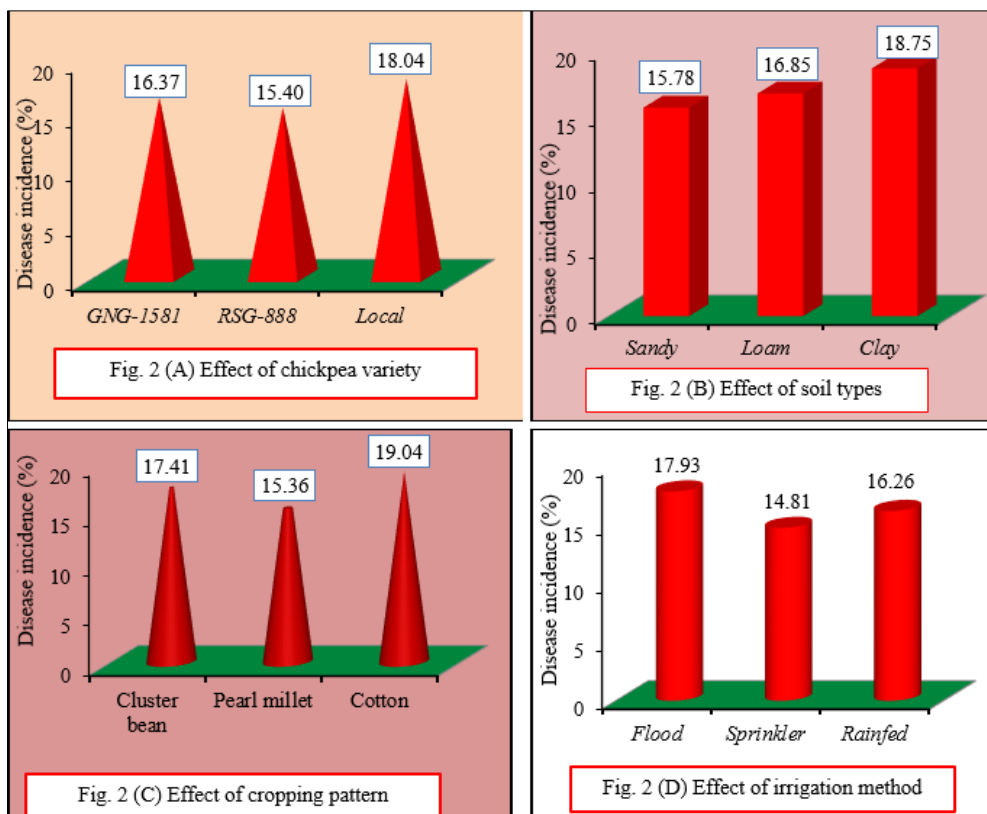 Disease incidence (%)
20
15
10
5
0
16.37
15.40
18.04
GNG-1581
RSG-888
Local
Fig. 2 (A) Effect of chickpea variety
Disease incidence (%)
20
15
10
5
0
15.78
16.85
18.75
Sandy
Loam
Clay
Fig. 2 (B) Effect of soil types
Disease incidence (%)
20
15
10
5
0
17.41
15.36
19.04
Cluster
bean
Pearl millet
Cotton
Fig. 2 (C) Effect of cropping pattern
Disease incidence (%)
20
15
10
5
0
17.93
14.81
16.26
Flood
Sprinkler
Rainfed
Fig. 2 (D) Effect of irrigation method